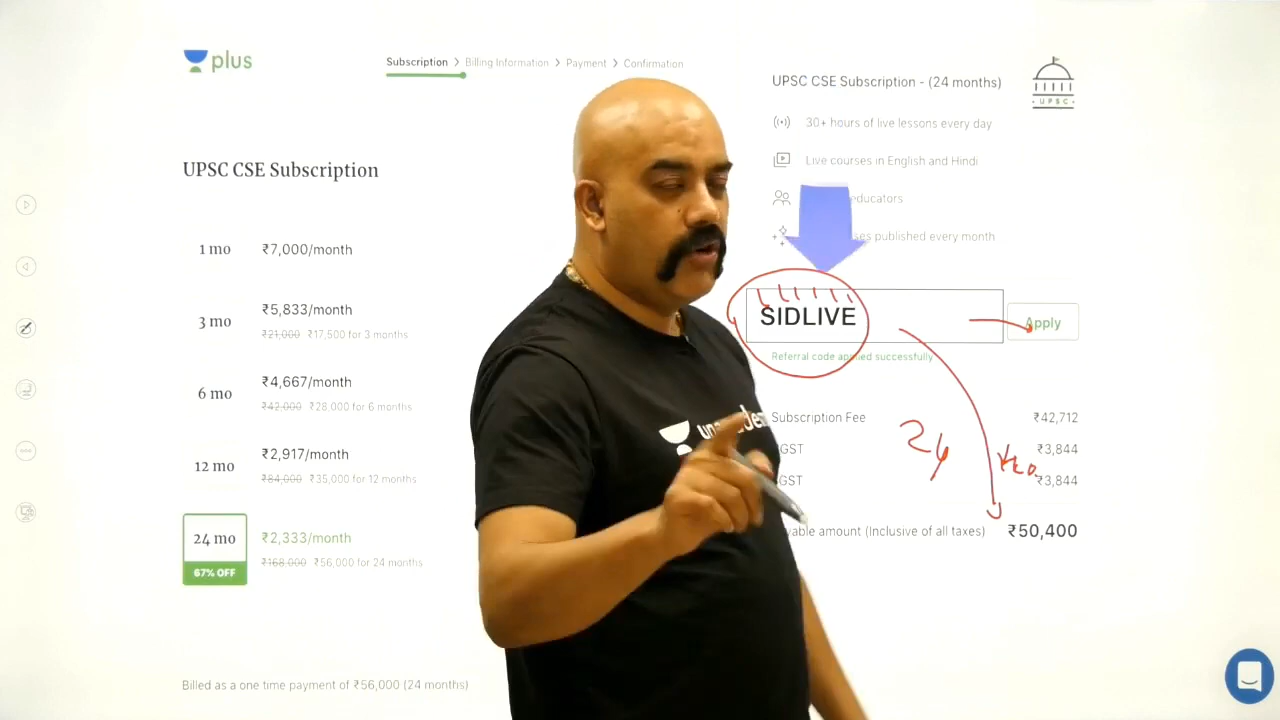 plus
Subscription > Billing Information > Payment > Confirmation
UPSC CSE Subscription - (24 months)
UPSC
30+ hours of live lessons every day
UPSC CSE Subscription
Live courses in English and Hindi
educators
published every month
1 mo ₹7,000/month
SIDLIVE
Apply
3 mo ₹5,833/month
₹21,000 ₹17,500 for 3 months
Referral code applied successfully
6 mo ₹4,667/month
₹42,000 ₹28,000 for 6 months
Subscription Fee ₹42,712
24
GST ₹3,844
12 mo ₹2,917/month
₹84,000 ₹35,000 for 12 months
GST ₹3,844
24 mo ₹2,333/month
67% OFF
₹168,000 ₹56,000 for 24 months
amount (Inclusive of all taxes) ₹50,400
Billed as a one time payment of ₹56,000 (24 months)